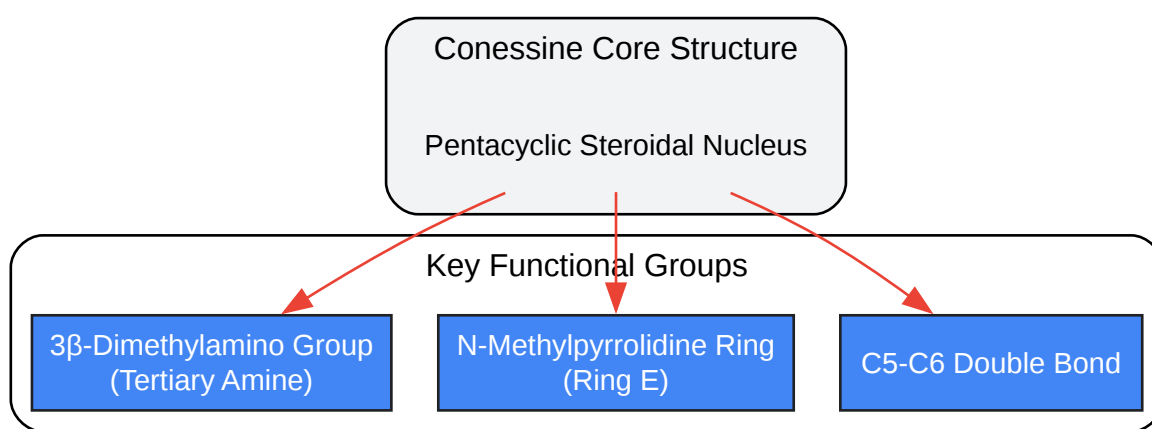 Conessine Core Structure
Pentacyclic Steroidal Nucleus
Key Functional Groups
3β-Dimethylamino Group
(Tertiary Amine)
N-Methylpyrrolidine Ring
(Ring E)
C5-C6 Double Bond